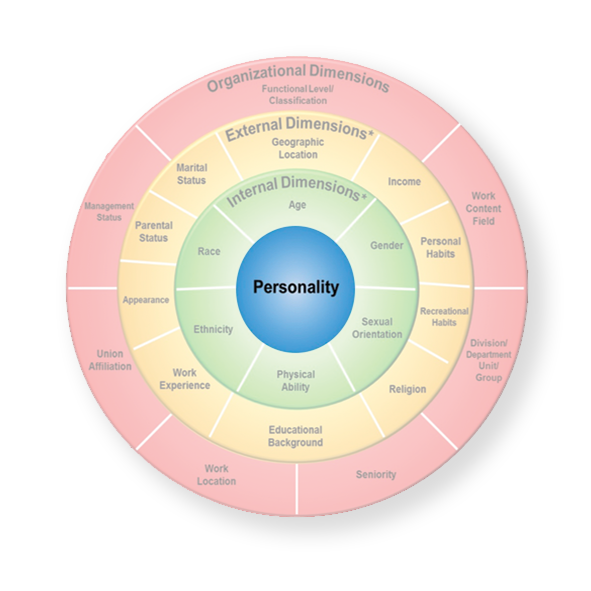 Organizational Dimensions
Functional Level/
Classification
External Dimensions*
Geographic
Location
Internal Dimensions*
Age
Personality
Gender
Sexual
Orientation
Physical
Ability
Ethnicity
Race
Income
Personal
Habits
Recreational
Habits
Religion
Educational
Background
Work
Experience
Appearance
Parental
Status
Marital
Status
Work
Content
Field
Division/
Department
Unit/
Group
Seniority
Work
Location
Union
Affiliation
Management
Status